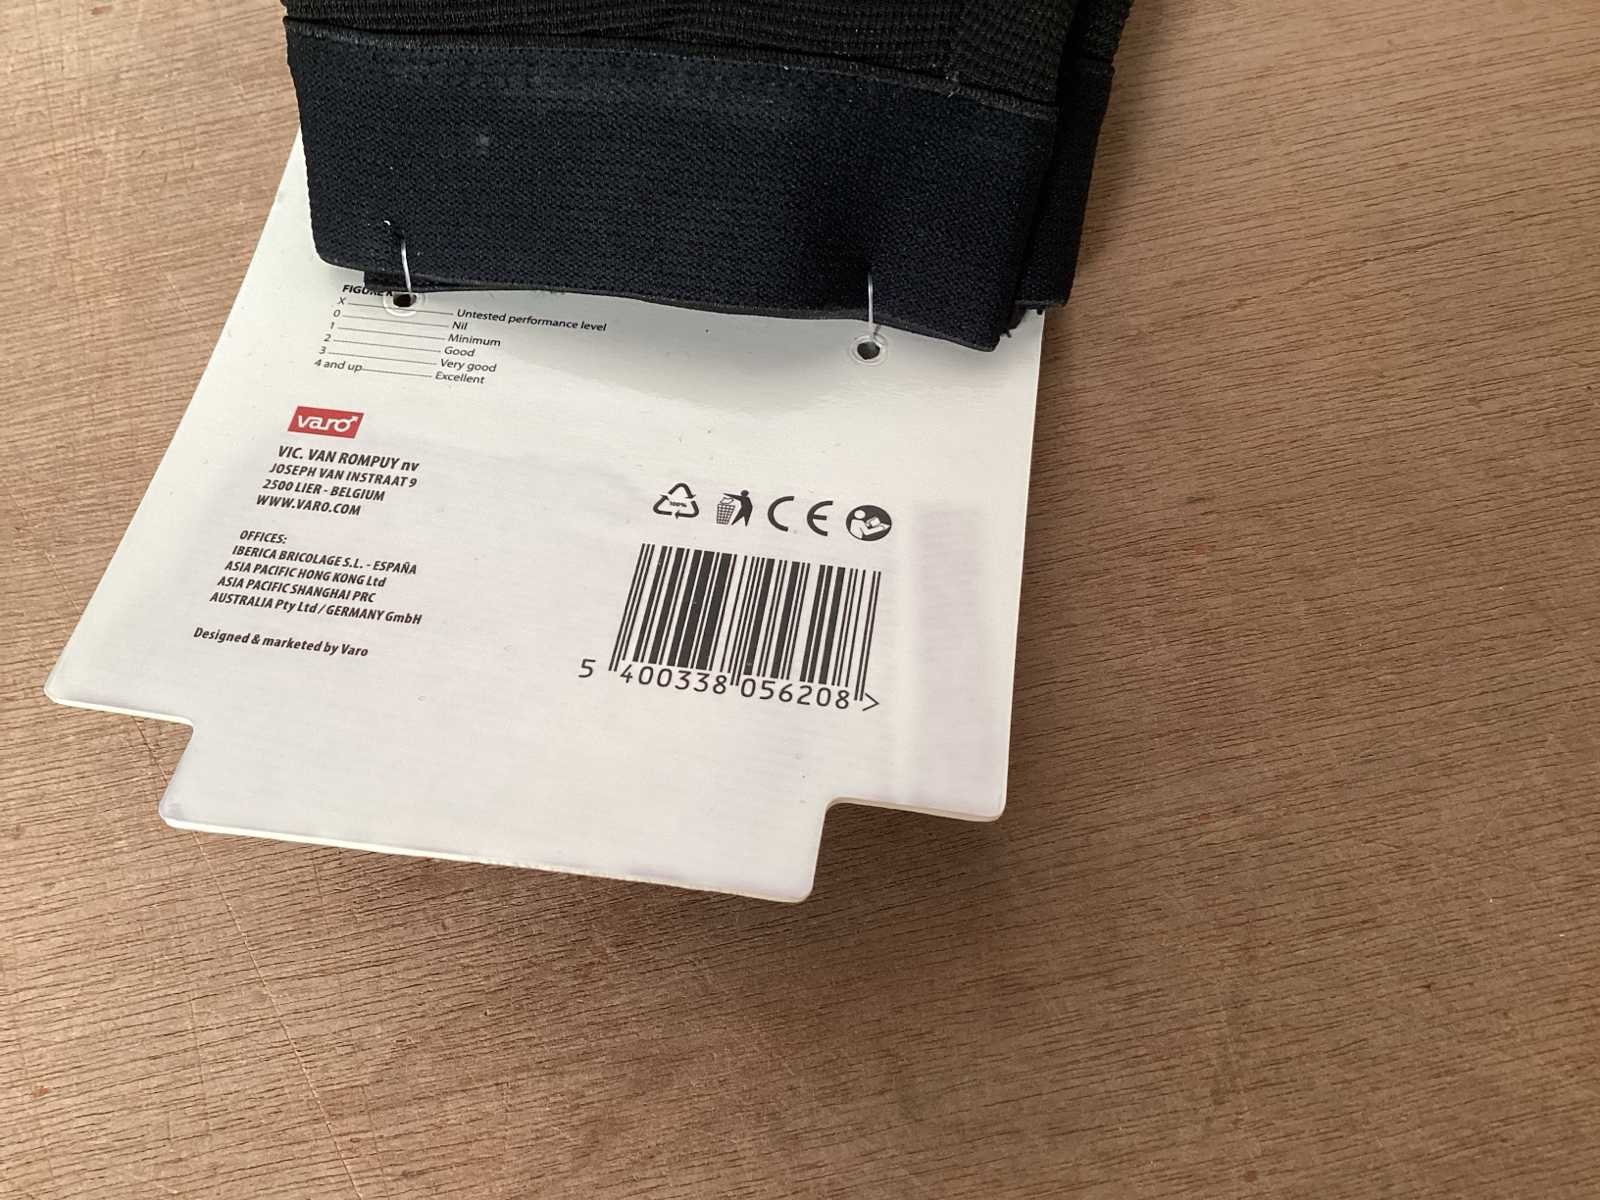 FIGURE X
X Untested performance level
0 Nil
1 Minimum
2 Good
3 Very good
4 and up Excellent
varo
VIC. VAN ROMPUY nv
JOSEPH VAN INSTRAAT 9
2500 LIER - BELGIUM
WWW.VARO.COM
OFFICES:
IBERICA BRICOLAGE S.L. - ESPAÑA
ASIA PACIFIC HONG KONG Ltd
ASIA PACIFIC SHANGHAI PRC
AUSTRALIA Pty Ltd / GERMANY GmbH
Designed & marketed by Varo
100%
CE
5 400338 056208 >